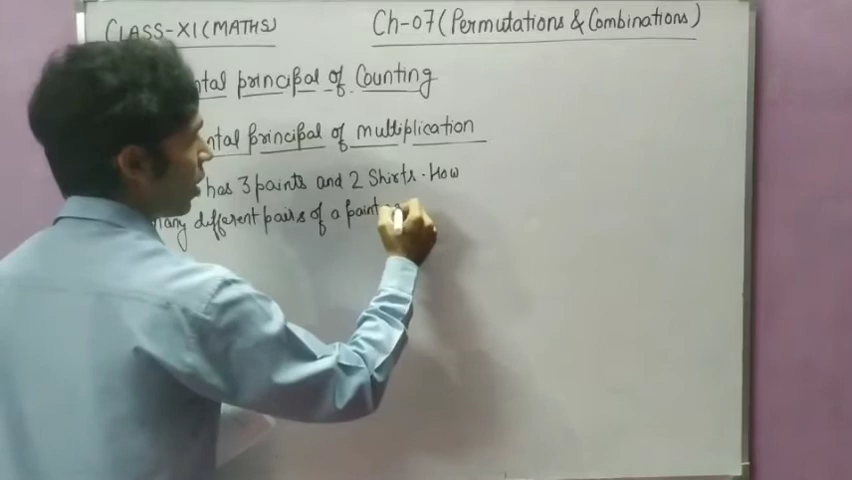 CLASS-XI (MATHS)
Ch-07 (Permutations & Combinations)
ntal principal of Counting
ntal principal of multiplication
has 3 paints and 2 Shirts. How
any different pairs of a paint